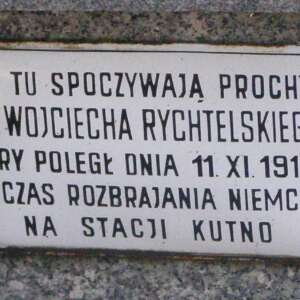 TU SPOCZYWAJĄ PROCH
WOJCIECHA RYCHTELSKIEG
RY POLEGŁ DNIA 11.XI.191
CZAS ROZBRAJANIA NIEMC
NA STACJI KUTNO